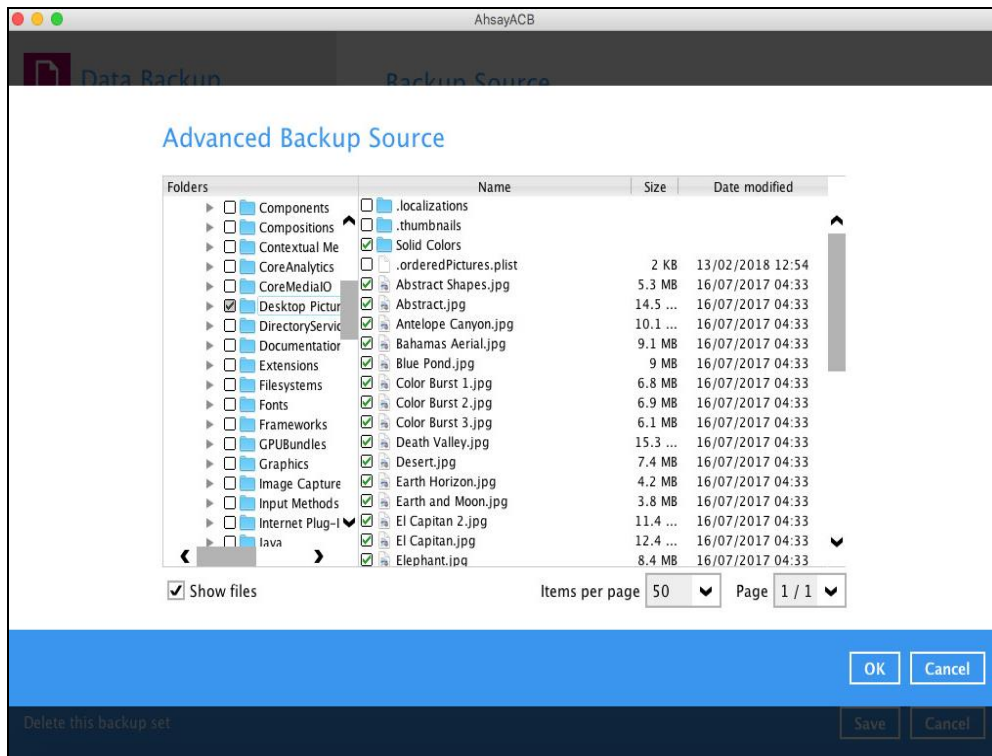 AhsayACB
Data Backup
Backup Source
Advanced Backup Source
Folders Name Size Date modified
Components .localizations
Compositions .thumbnails
Contextual Me Solid Colors
CoreAnalytics .orderedPictures.plist 2 KB 13/02/2018 12:54
CoreMediaIO Abstract Shapes.jpg 5.3 MB 16/07/2017 04:33
Desktop Pictur Abstract.jpg 14.5 ... 16/07/2017 04:33
DirectoryServic Antelope Canyon.jpg 10.1 ... 16/07/2017 04:33
Documentation Bahamas Aerial.jpg 9.1 MB 16/07/2017 04:33
Extensions Blue Pond.jpg 9 MB 16/07/2017 04:33
Filesystems Color Burst 1.jpg 6.8 MB 16/07/2017 04:33
Fonts Color Burst 2.jpg 6.9 MB 16/07/2017 04:33
Frameworks Color Burst 3.jpg 6.1 MB 16/07/2017 04:33
GPUBundles Death Valley.jpg 15.3 ... 16/07/2017 04:33
Graphics Desert.jpg 7.4 MB 16/07/2017 04:33
Image Capture Earth Horizon.jpg 4.2 MB 16/07/2017 04:33
Input Methods Earth and Moon.jpg 3.8 MB 16/07/2017 04:33
Internet Plug-I El Capitan 2.jpg 11.4 ... 16/07/2017 04:33
Java El Capitan.jpg 12.4 ... 16/07/2017 04:33
Elephant.jpg 8.4 MB 16/07/2017 04:33
Show files Items per page 50 Page 1 / 1
OK Cancel
Delete this backup set Save Cancel